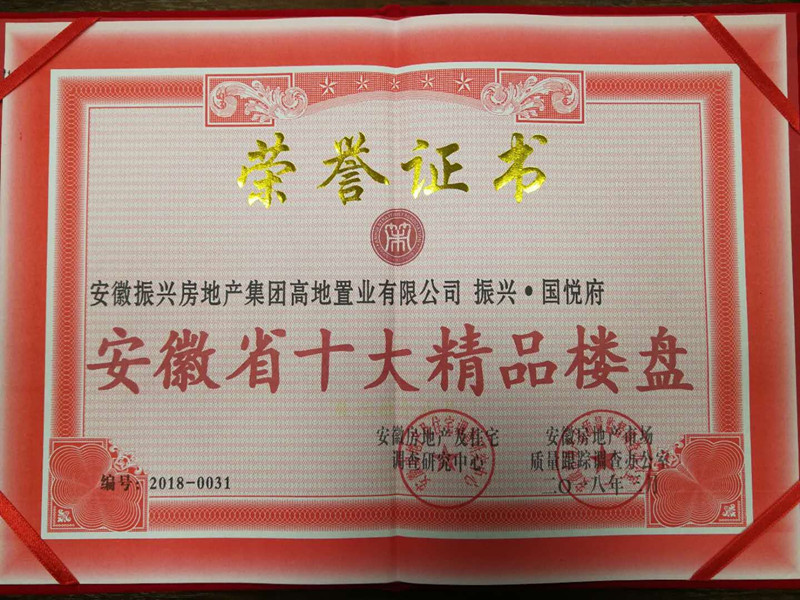 荣誉证书
安徽振兴房地产集团高地置业有限公司 振兴·国悦府
安徽省十大精品楼盘
安徽房地产及住宅
调查研究中心
安徽房地产市场
质量跟踪调查办公室
二〇一八年 月
编号：2018-0031